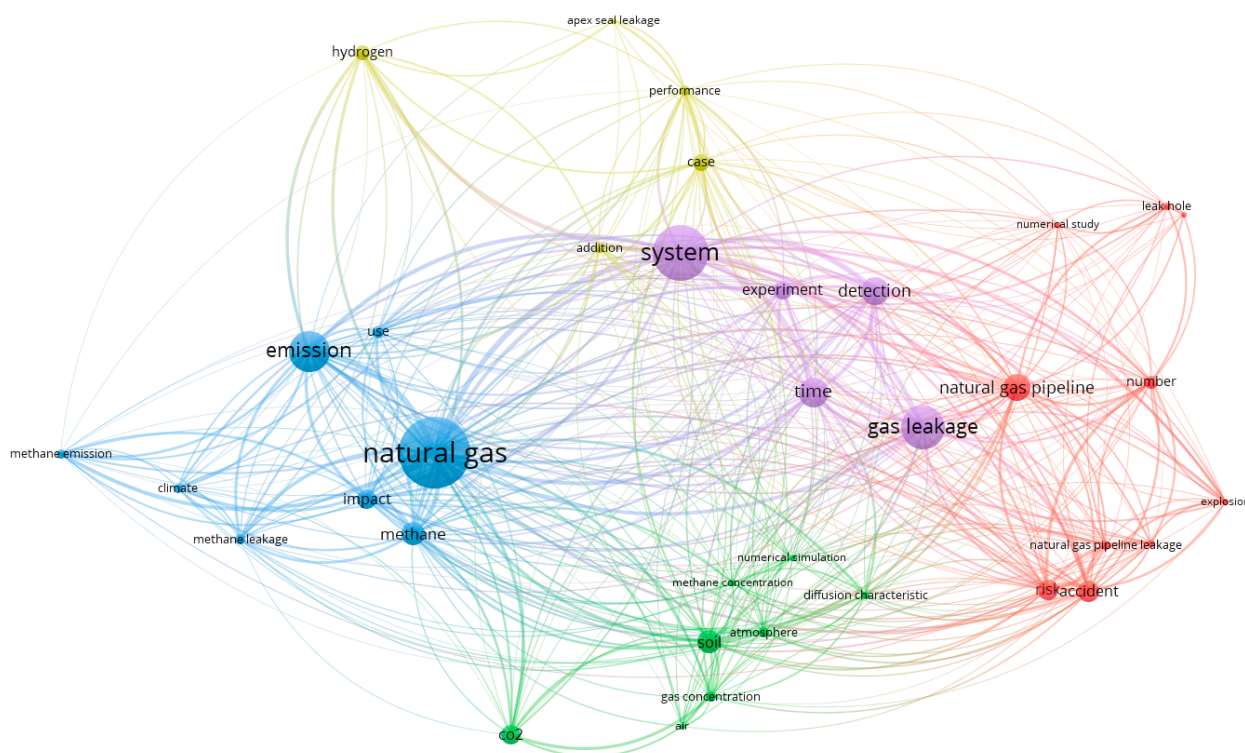 apex seal leakage
hydrogen
performance
case
leak hole
numerical study
addition
system
experiment
detection
use
emission
number
natural gas pipeline
time
gas leakage
natural gas
methane emission
climate
impact
explosion
methane
methane leakage
natural gas pipeline leakage
numerical simulation
methane concentration
diffusion characteristic
risk
accident
atmosphere
soil
gas concentration
air
co2